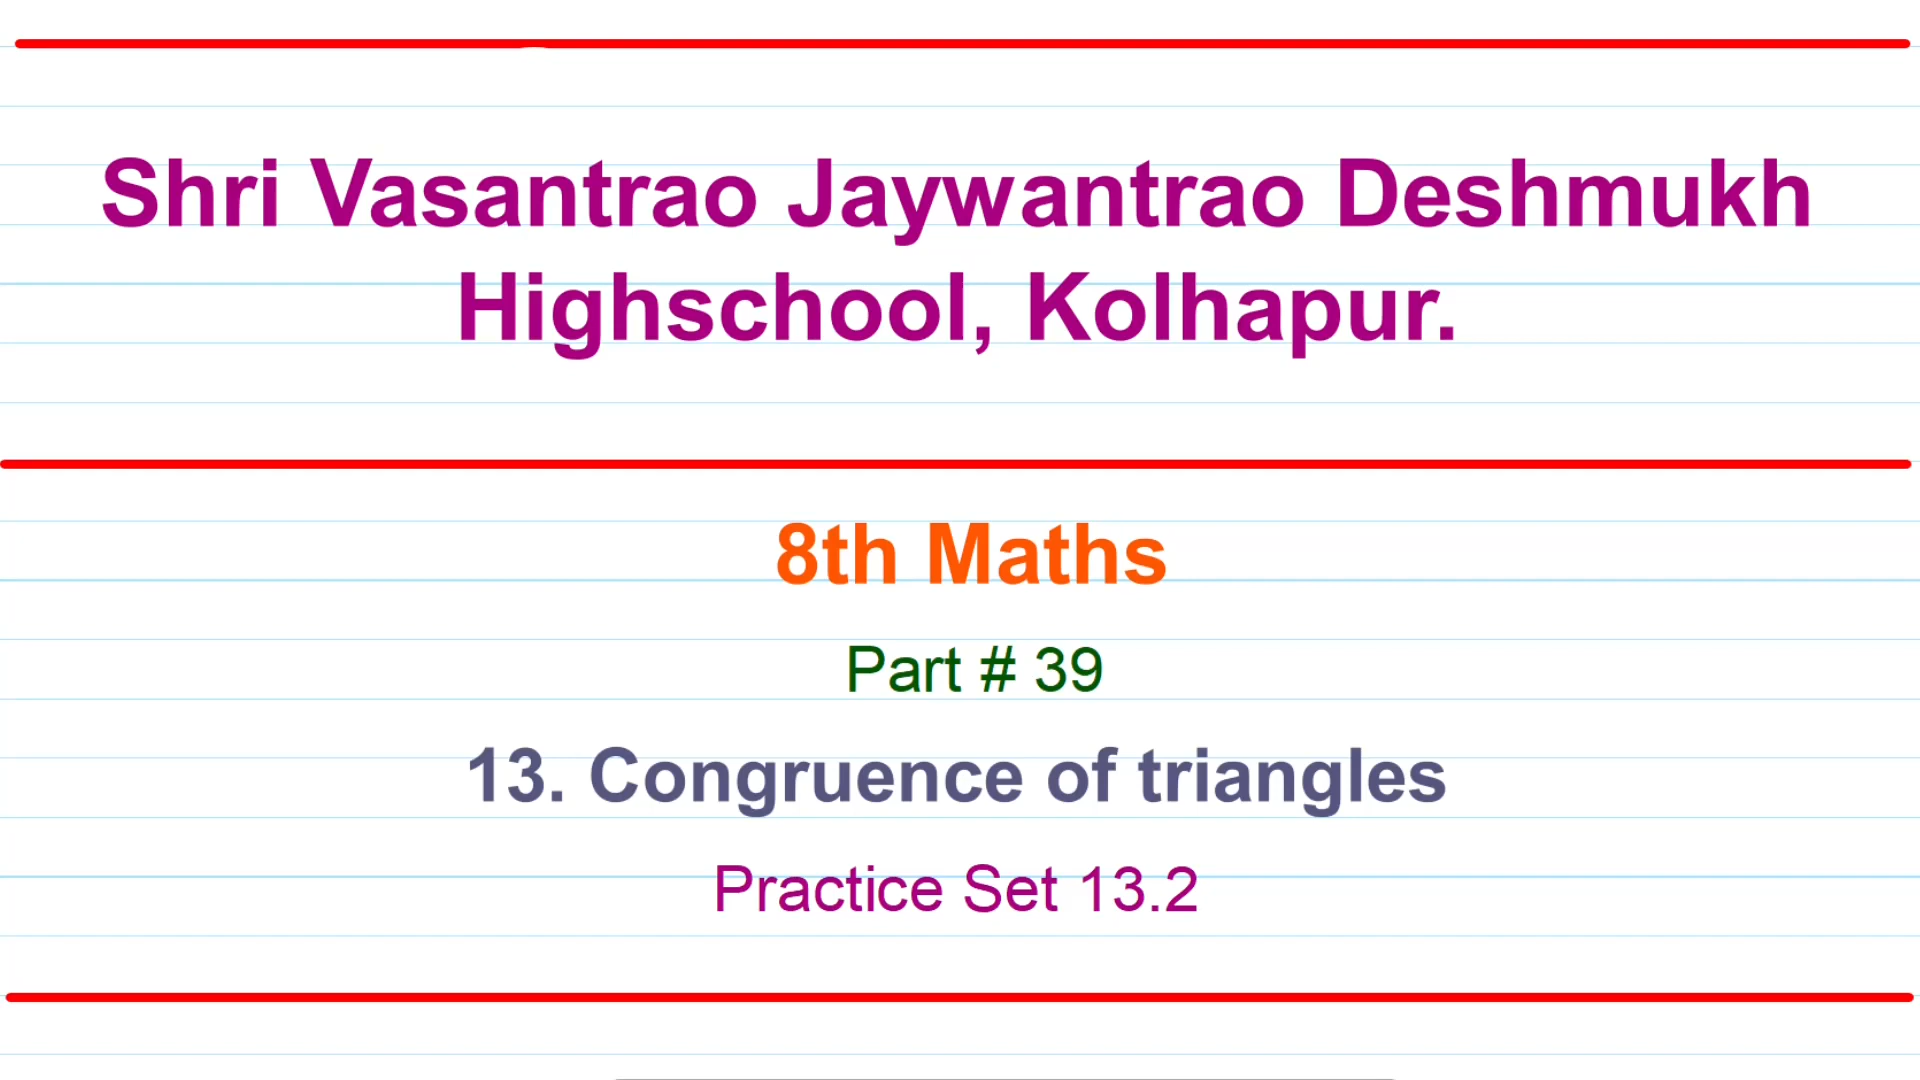 Shri Vasantrao Jaywantrao Deshmukh
Highschool, Kolhapur.
8th Maths
Part # 39
13. Congruence of triangles
Practice Set 13.2